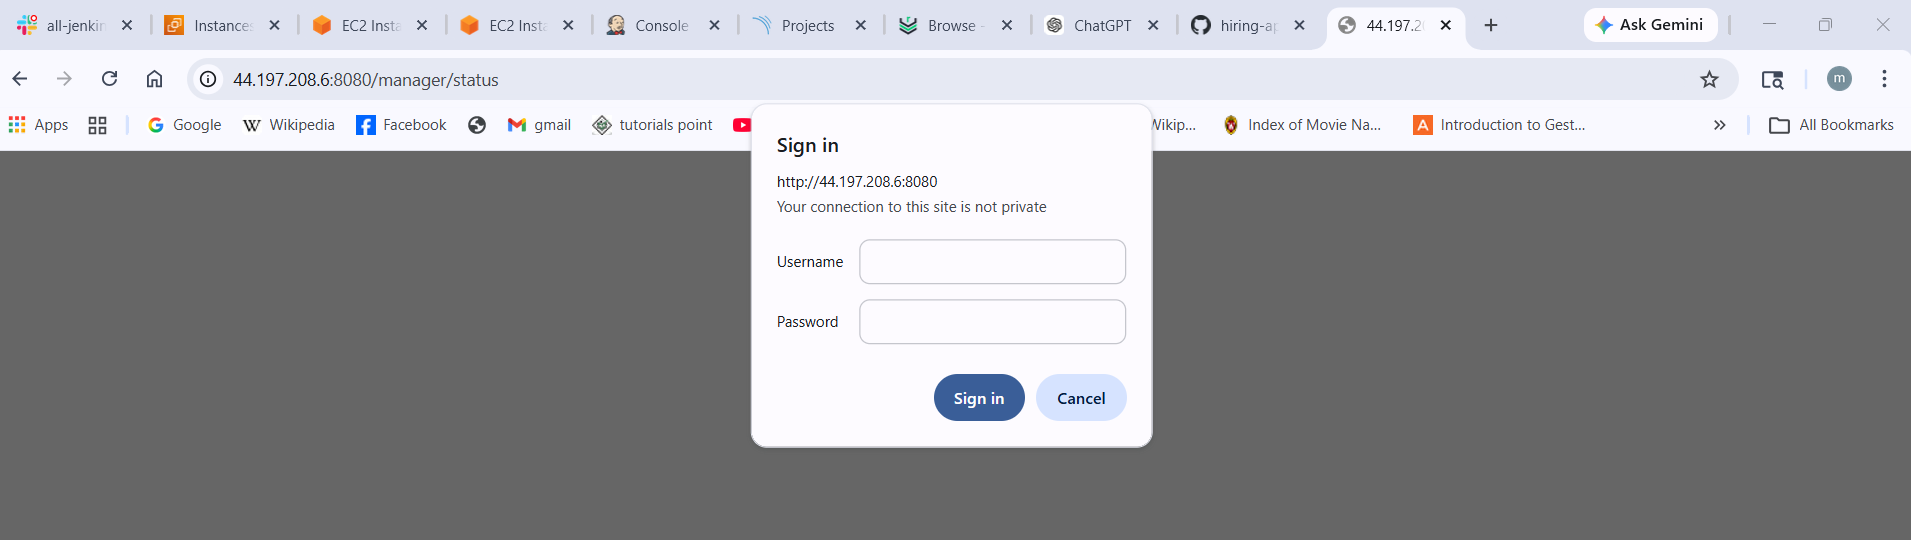 all-jenkin
Instances
EC2 Insta
EC2 Insta
Console
Projects
Browse -
ChatGPT
hiring-ap
44.197.20
Ask Gemini
44.197.208.6:8080/manager/status
m
Apps
Google
Wikipedia
Facebook
gmail
tutorials point
Wikip...
Index of Movie Na...
Introduction to Gest...
All Bookmarks
Sign in
http://44.197.208.6:8080
Your connection to this site is not private
Username
Password
Sign in
Cancel